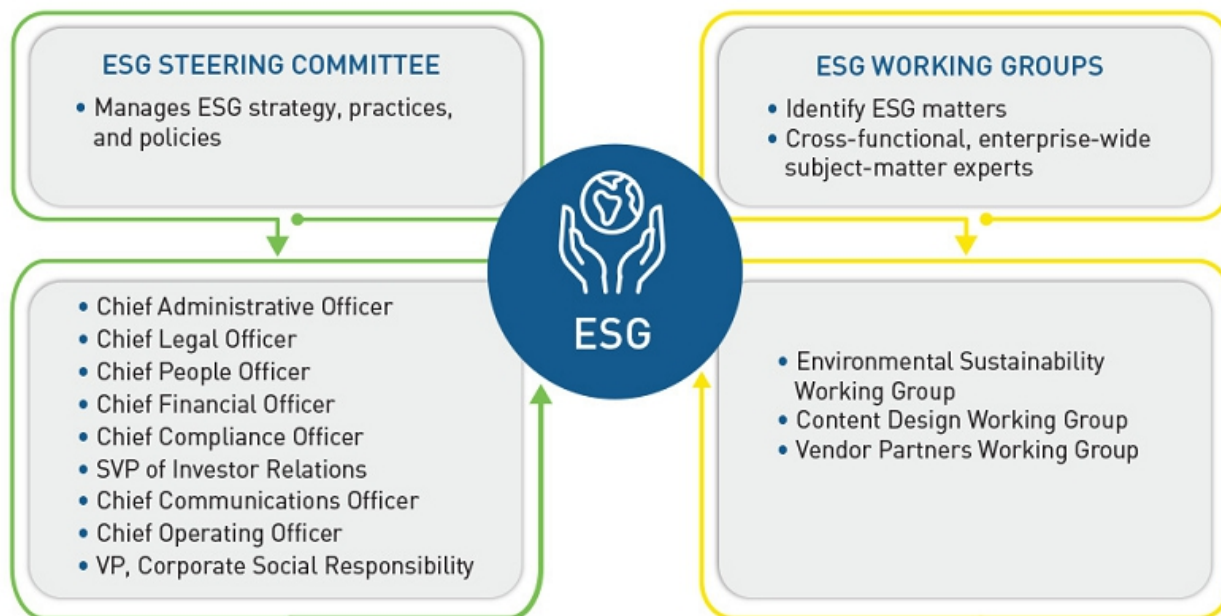 ESG STEERING COMMITTEE
• Manages ESG strategy, practices,
and policies
ESG WORKING GROUPS
• Identify ESG matters
• Cross-functional, enterprise-wide
subject-matter experts
ESG
• Chief Administrative Officer
• Chief Legal Officer
• Chief People Officer
• Chief Financial Officer
• Chief Compliance Officer
• SVP of Investor Relations
• Chief Communications Officer
• Chief Operating Officer
• VP, Corporate Social Responsibility
• Environmental Sustainability
Working Group
• Content Design Working Group
• Vendor Partners Working Group